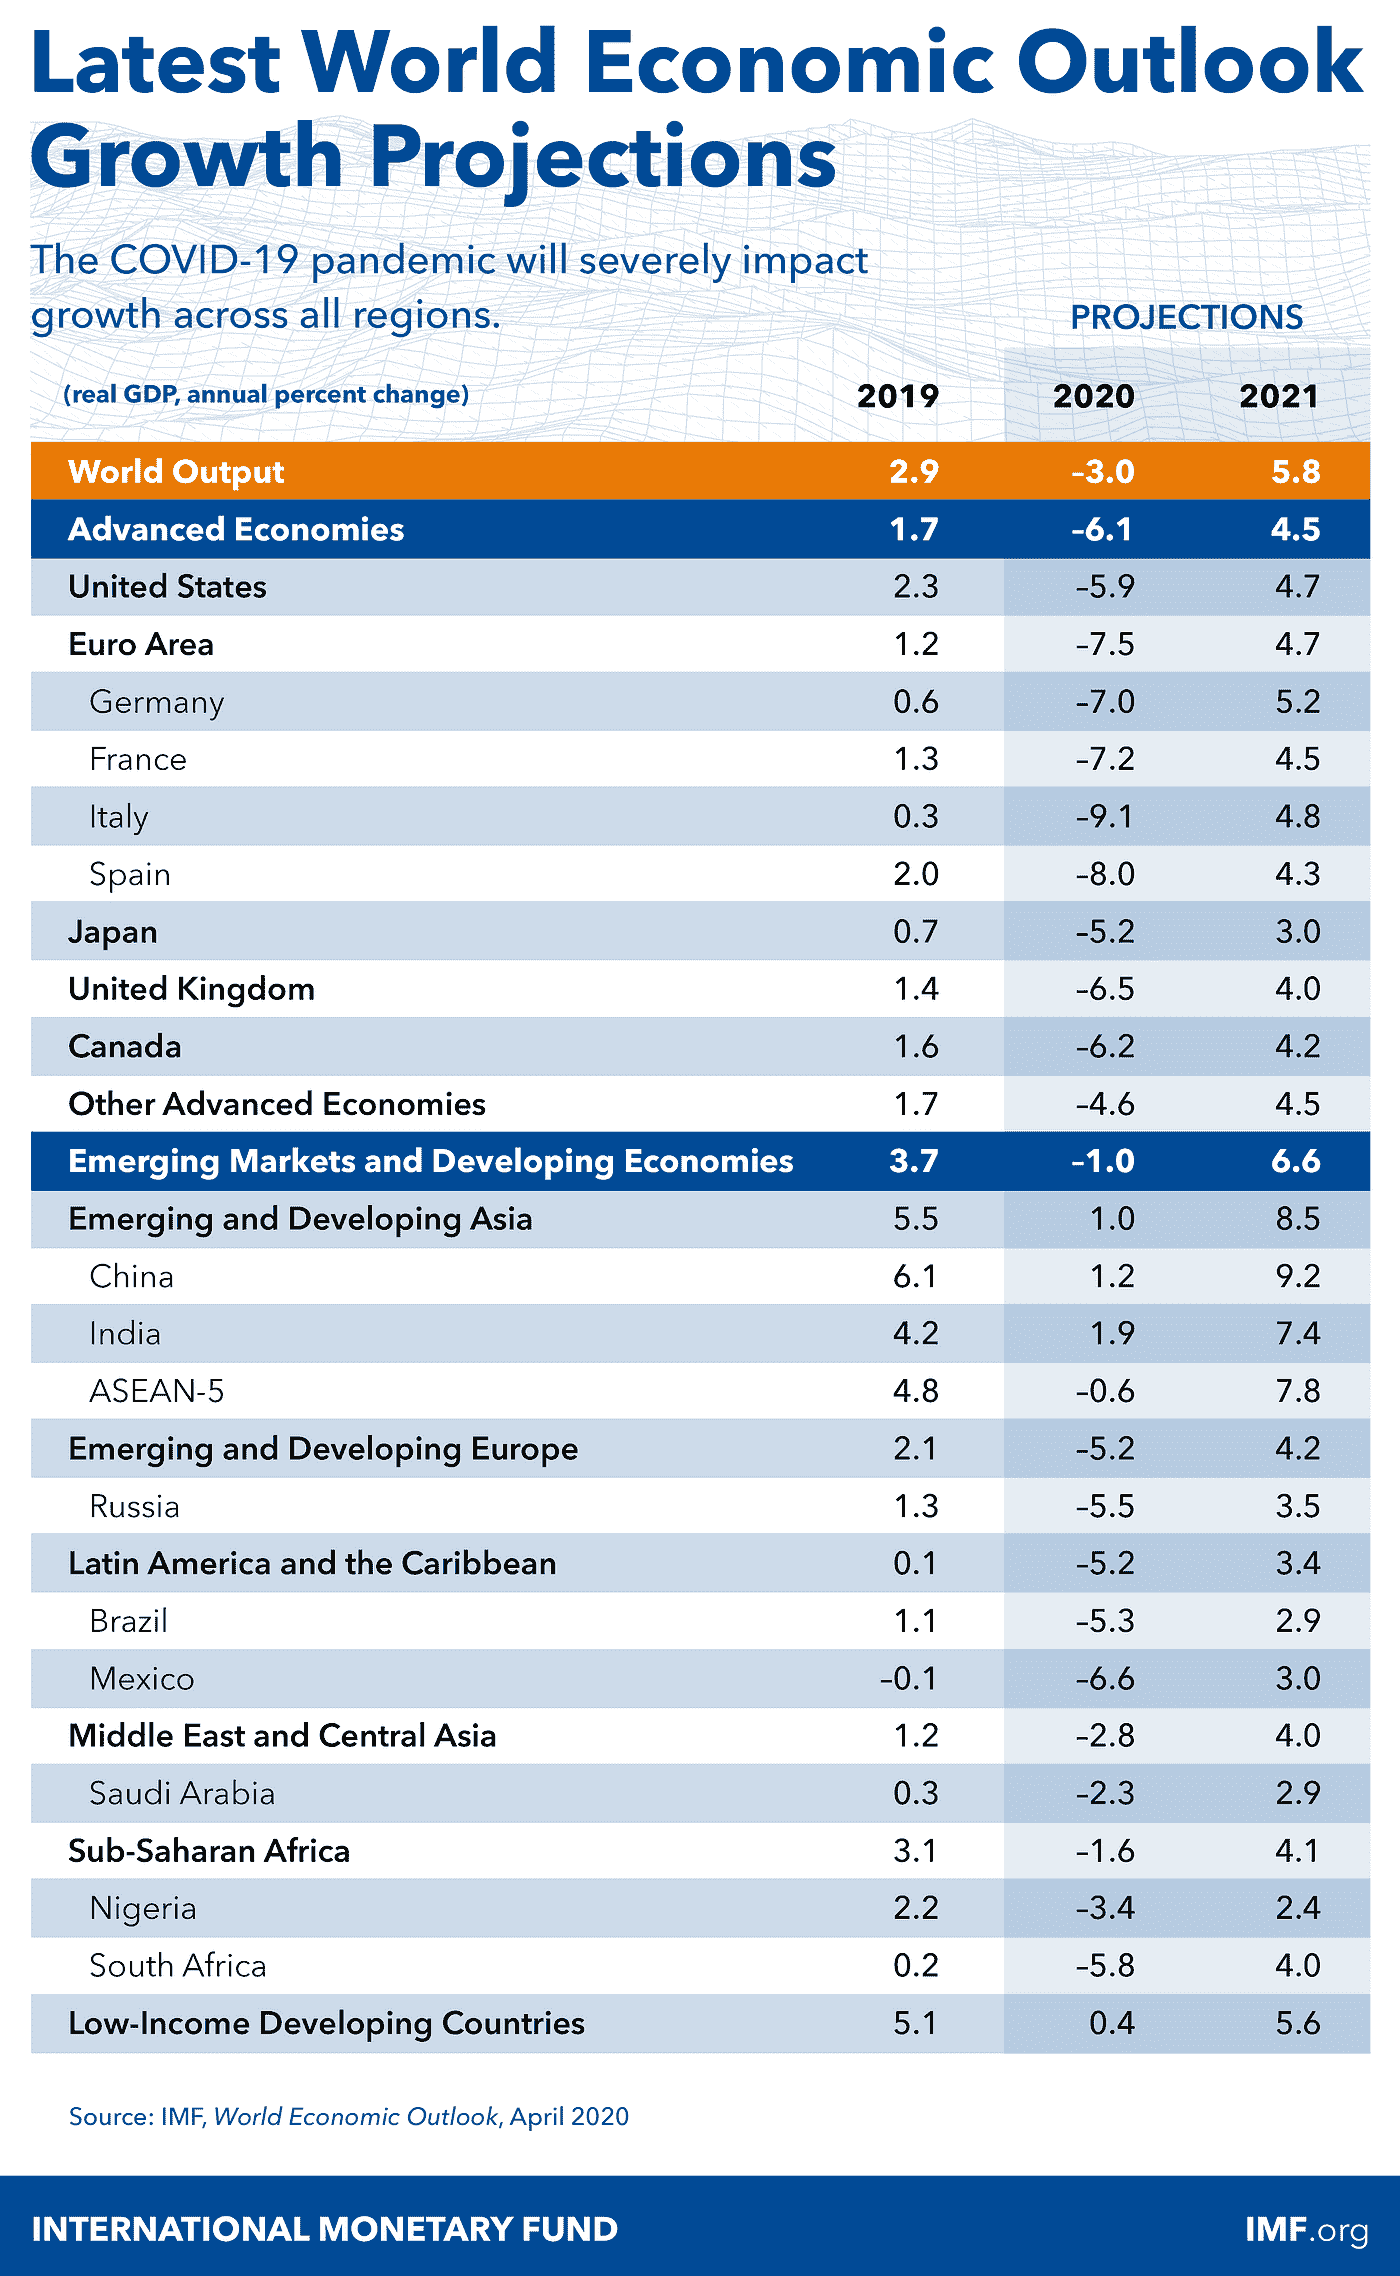 Latest World Economic Outlook
Growth Projections
The COVID-19 pandemic will severely impact
growth across all regions.
PROJECTIONS
(real GDP, annual percent change) 2019 2020 2021
World Output 2.9 –3.0 5.8
Advanced Economies 1.7 –6.1 4.5
United States 2.3 –5.9 4.7
Euro Area 1.2 –7.5 4.7
Germany 0.6 –7.0 5.2
France 1.3 –7.2 4.5
Italy 0.3 –9.1 4.8
Spain 2.0 –8.0 4.3
Japan 0.7 –5.2 3.0
United Kingdom 1.4 –6.5 4.0
Canada 1.6 –6.2 4.2
Other Advanced Economies 1.7 –4.6 4.5
Emerging Markets and Developing Economies 3.7 –1.0 6.6
Emerging and Developing Asia 5.5 1.0 8.5
China 6.1 1.2 9.2
India 4.2 1.9 7.4
ASEAN-5 4.8 –0.6 7.8
Emerging and Developing Europe 2.1 –5.2 4.2
Russia 1.3 –5.5 3.5
Latin America and the Caribbean 0.1 –5.2 3.4
Brazil 1.1 –5.3 2.9
Mexico –0.1 –6.6 3.0
Middle East and Central Asia 1.2 –2.8 4.0
Saudi Arabia 0.3 –2.3 2.9
Sub-Saharan Africa 3.1 –1.6 4.1
Nigeria 2.2 –3.4 2.4
South Africa 0.2 –5.8 4.0
Low-Income Developing Countries 5.1 0.4 5.6
Source: IMF, World Economic Outlook, April 2020
INTERNATIONAL MONETARY FUND IMF.org